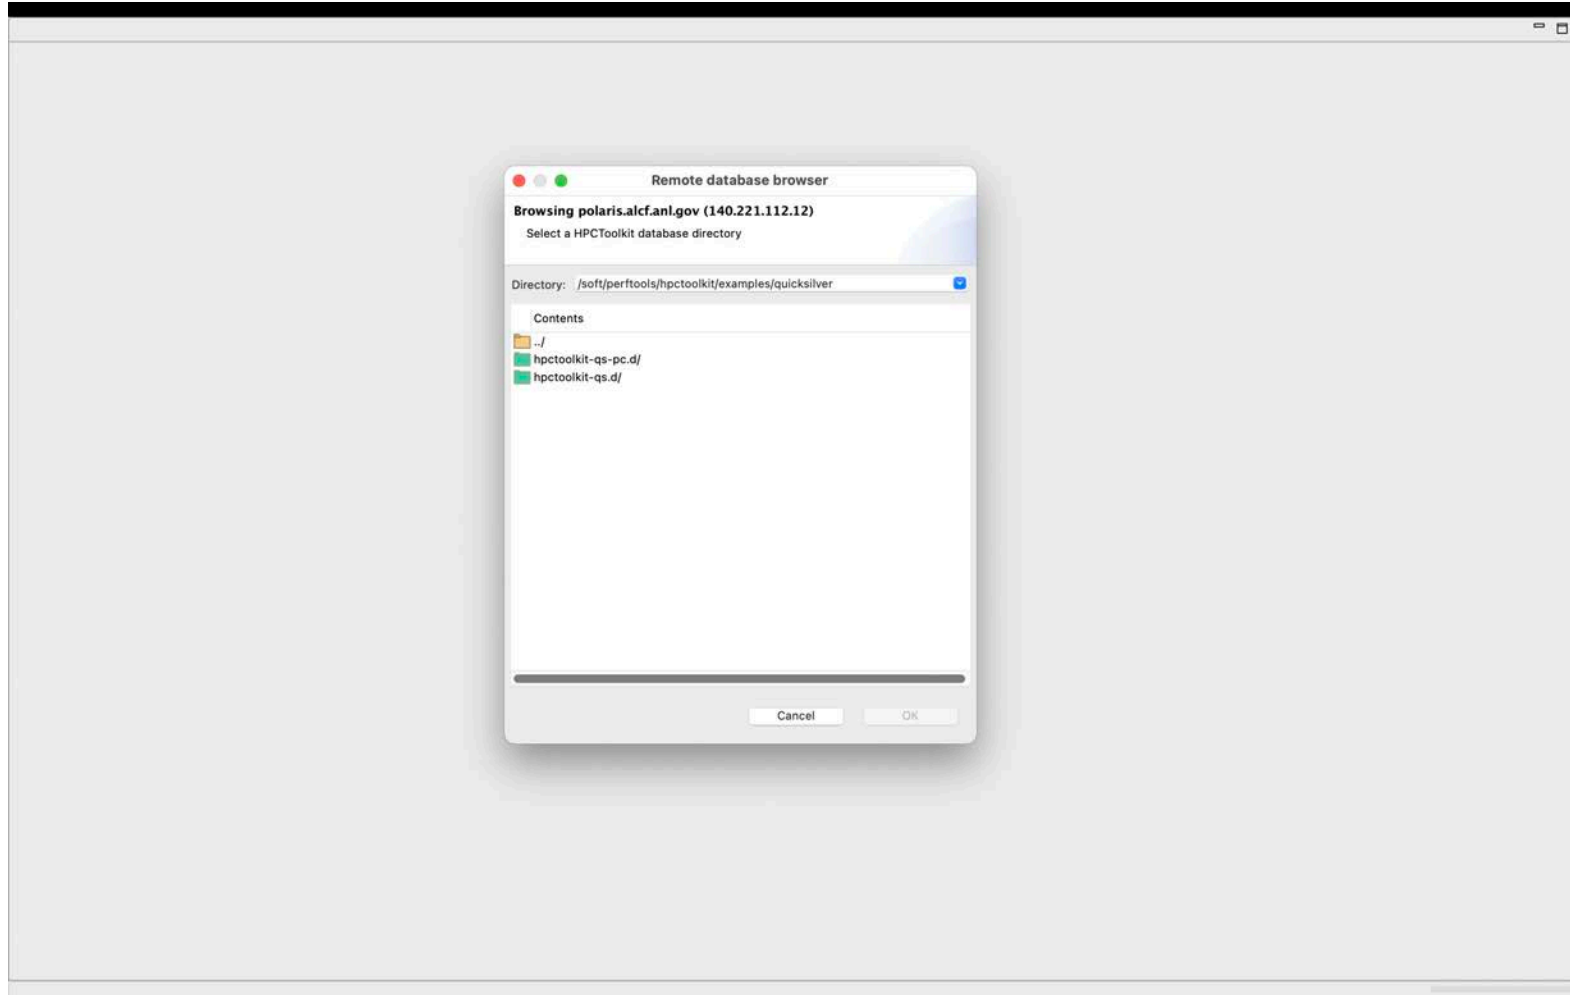 Remote database browser
Browsing polaris.alcf.anl.gov (140.221.112.12)
Select a HPCToolkit database directory
Directory: /soft/perftools/hpctoolkit/examples/quicksilver
Contents
../
hpctoolkit-qs-pc.d/
hpctoolkit-qs.d/
Cancel OK